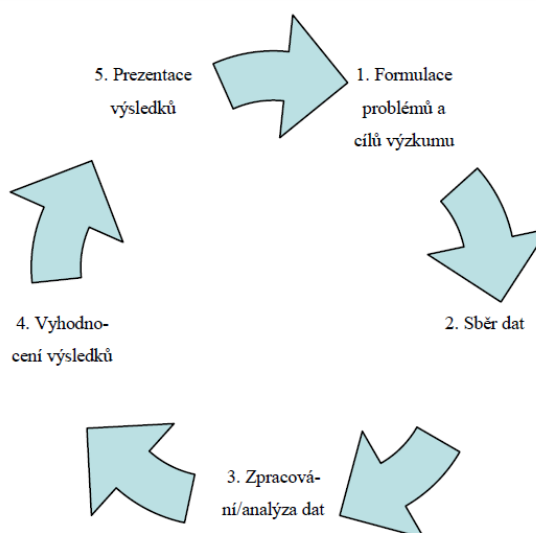 1. Formulace
problémů a
cílů výzkumu
2. Sběr dat
3. Zpracová-
ní/analýza dat
4. Vyhodno-
cení výsledků
5. Prezentace
výsledků